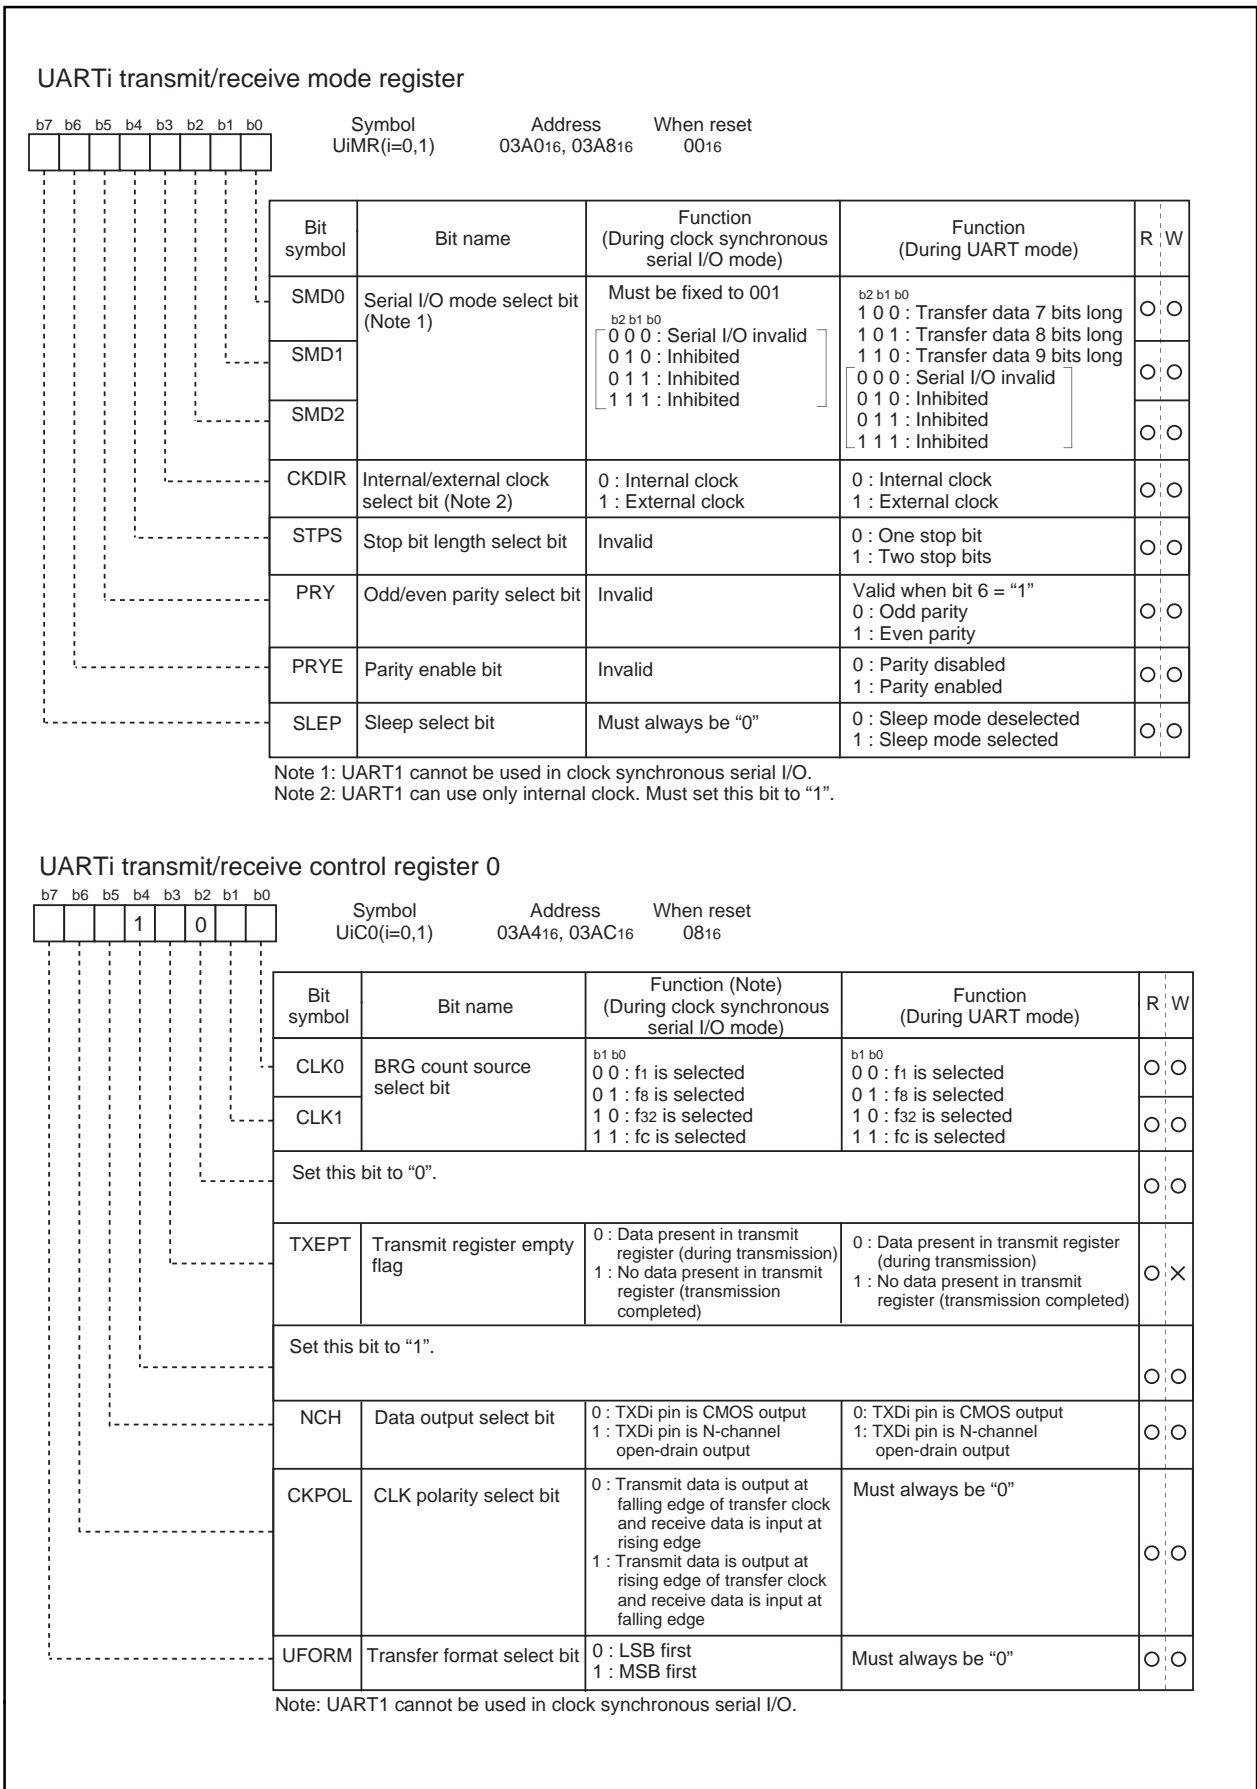 UARTi transmit/receive mode register
b7 b6 b5 b4 b3 b2 b1 b0
Symbol Address When reset
UiMR(i=0,1) 03A016, 03A816 0016
Bit symbol Bit name Function (During clock synchronous serial I/O mode) Function (During UART mode) R W
SMD0 Serial I/O mode select bit (Note 1)
SMD1
SMD2
Must be fixed to 001
b2 b1 b0
0 0 0 : Serial I/O invalid
0 1 0 : Inhibited
0 1 1 : Inhibited
1 1 1 : Inhibited
b2 b1 b0
1 0 0 : Transfer data 7 bits long
1 0 1 : Transfer data 8 bits long
1 1 0 : Transfer data 9 bits long
0 0 0 : Serial I/O invalid
0 1 0 : Inhibited
0 1 1 : Inhibited
1 1 1 : Inhibited
CKDIR
Internal/external clock
select bit (Note 2)
0 : Internal clock
1 : External clock
0 : Internal clock
1 : External clock
STPS
Stop bit length select bit
Invalid
0 : One stop bit
1 : Two stop bits
PRY
Odd/even parity select bit
Invalid
Valid when bit 6 = “1”
0 : Odd parity
1 : Even parity
PRYE
Parity enable bit
Invalid
0 : Parity disabled
1 : Parity enabled
SLEP
Sleep select bit
Must always be “0”
0 : Sleep mode deselected
1 : Sleep mode selected
Note 1: UART1 cannot be used in clock synchronous serial I/O.
Note 2: UART1 can use only internal clock. Must set this bit to “1”.
UARTi transmit/receive control register 0
b7 b6 b5 b4 b3 b2 b1 b0
1 0
Symbol Address When reset
UiC0(i=0,1) 03A416, 03AC16 0816
Bit symbol Bit name Function (Note) (During clock synchronous serial I/O mode) Function (During UART mode) R W
CLK0
CLK1
BRG count source
select bit
b1 b0
0 0 : f1 is selected
0 1 : f8 is selected
1 0 : f32 is selected
1 1 : fc is selected
b1 b0
0 0 : f1 is selected
0 1 : f8 is selected
1 0 : f32 is selected
1 1 : fc is selected
Set this bit to “0”.
TXEPT
Transmit register empty
flag
0 : Data present in transmit
register (during transmission)
1 : No data present in transmit
register (transmission
completed)
0 : Data present in transmit register
(during transmission)
1 : No data present in transmit
register (transmission completed)
Set this bit to “1”.
NCH
Data output select bit
0 : TXDi pin is CMOS output
1 : TXDi pin is N-channel
open-drain output
0: TXDi pin is CMOS output
1: TXDi pin is N-channel
open-drain output
CKPOL
CLK polarity select bit
0 : Transmit data is output at
falling edge of transfer clock
and receive data is input at
rising edge
1 : Transmit data is output at
rising edge of transfer clock
and receive data is input at
falling edge
Must always be “0”
UFORM
Transfer format select bit
0 : LSB first
1 : MSB first
Must always be “0”
Note: UART1 cannot be used in clock synchronous serial I/O.